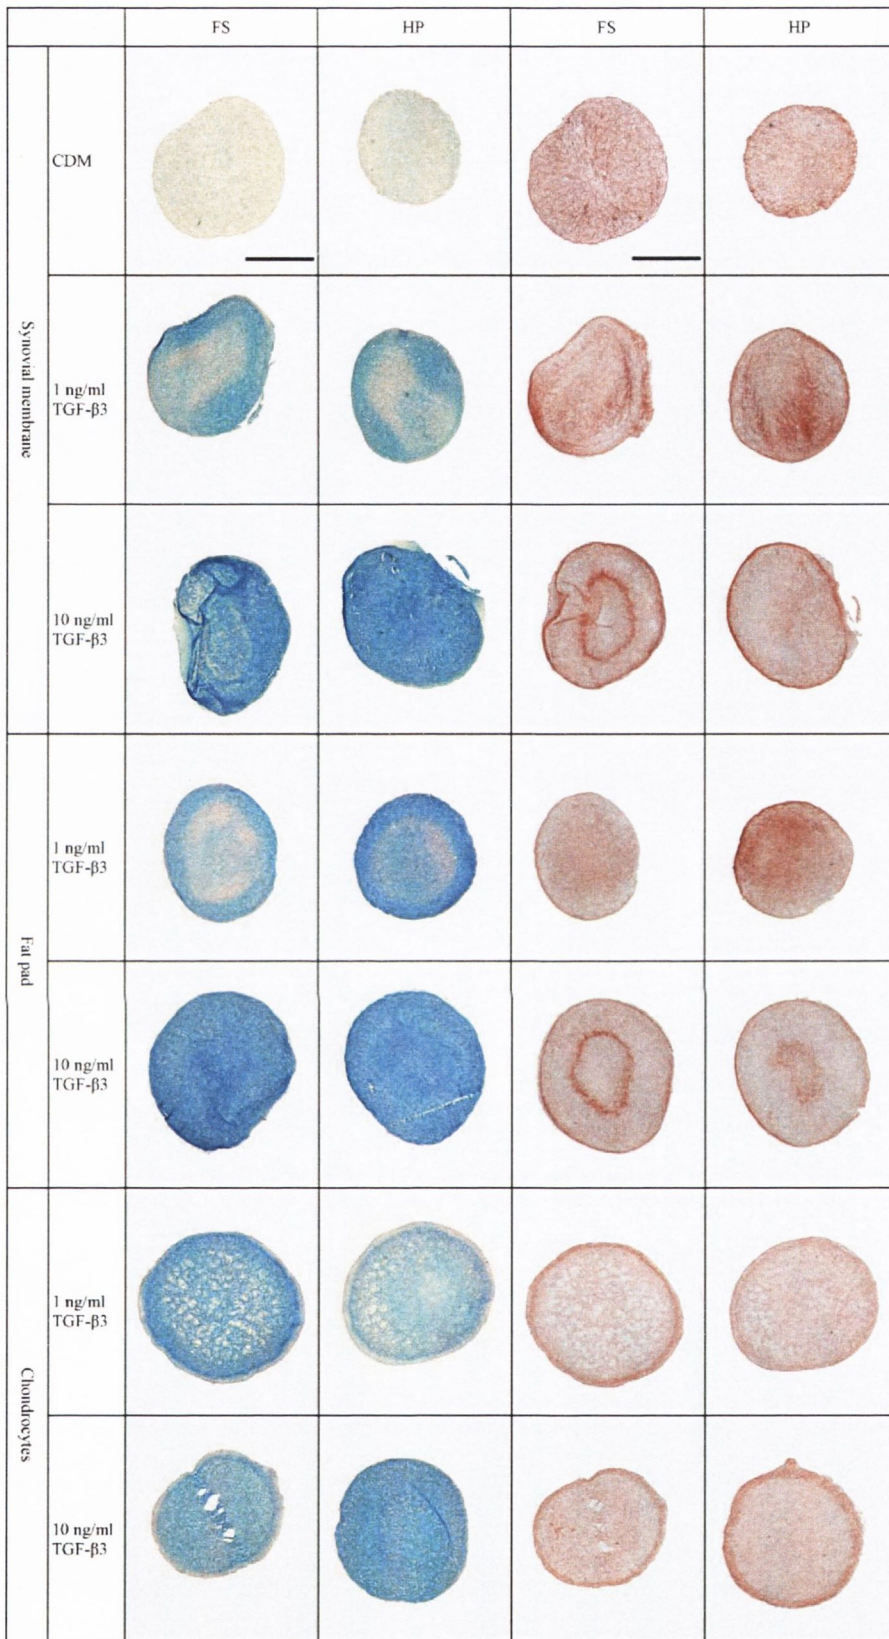 FS HP FS HP
Synovial membrane
CDM
1 ng/ml
TGF-β3
10 ng/ml
TGF-β3
Fat pad
1 ng/ml
TGF-β3
10 ng/ml
TGF-β3
Chondrocytes
1 ng/ml
TGF-β3
10 ng/ml
TGF-β3